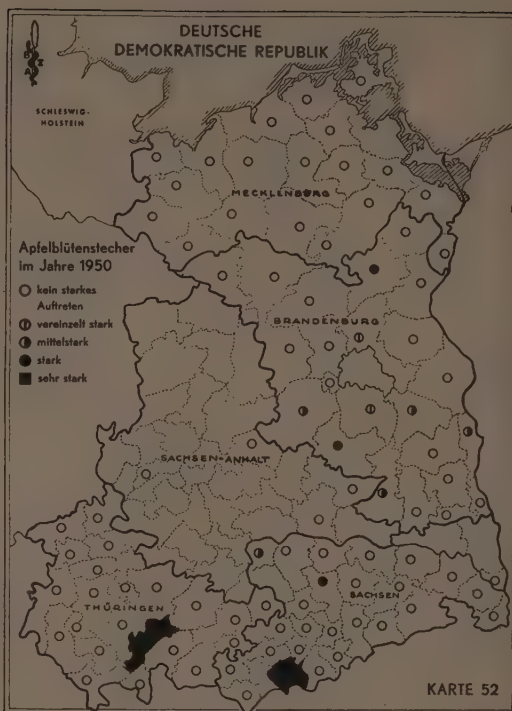 DEUTSCHE
DEMOKRATISCHE REPUBLIK
SCHLESWIG-
HOLSTEIN
MECKLENBURG
Apfelblütenstecher
im Jahre 1950
kein starkes
Auftreten
vereinzelt stark
mittelstark
stark
sehr stark
BRANDENBURG
SACHSEN-ANHALT
THÜRINGEN
SACHSEN
KARTE 52